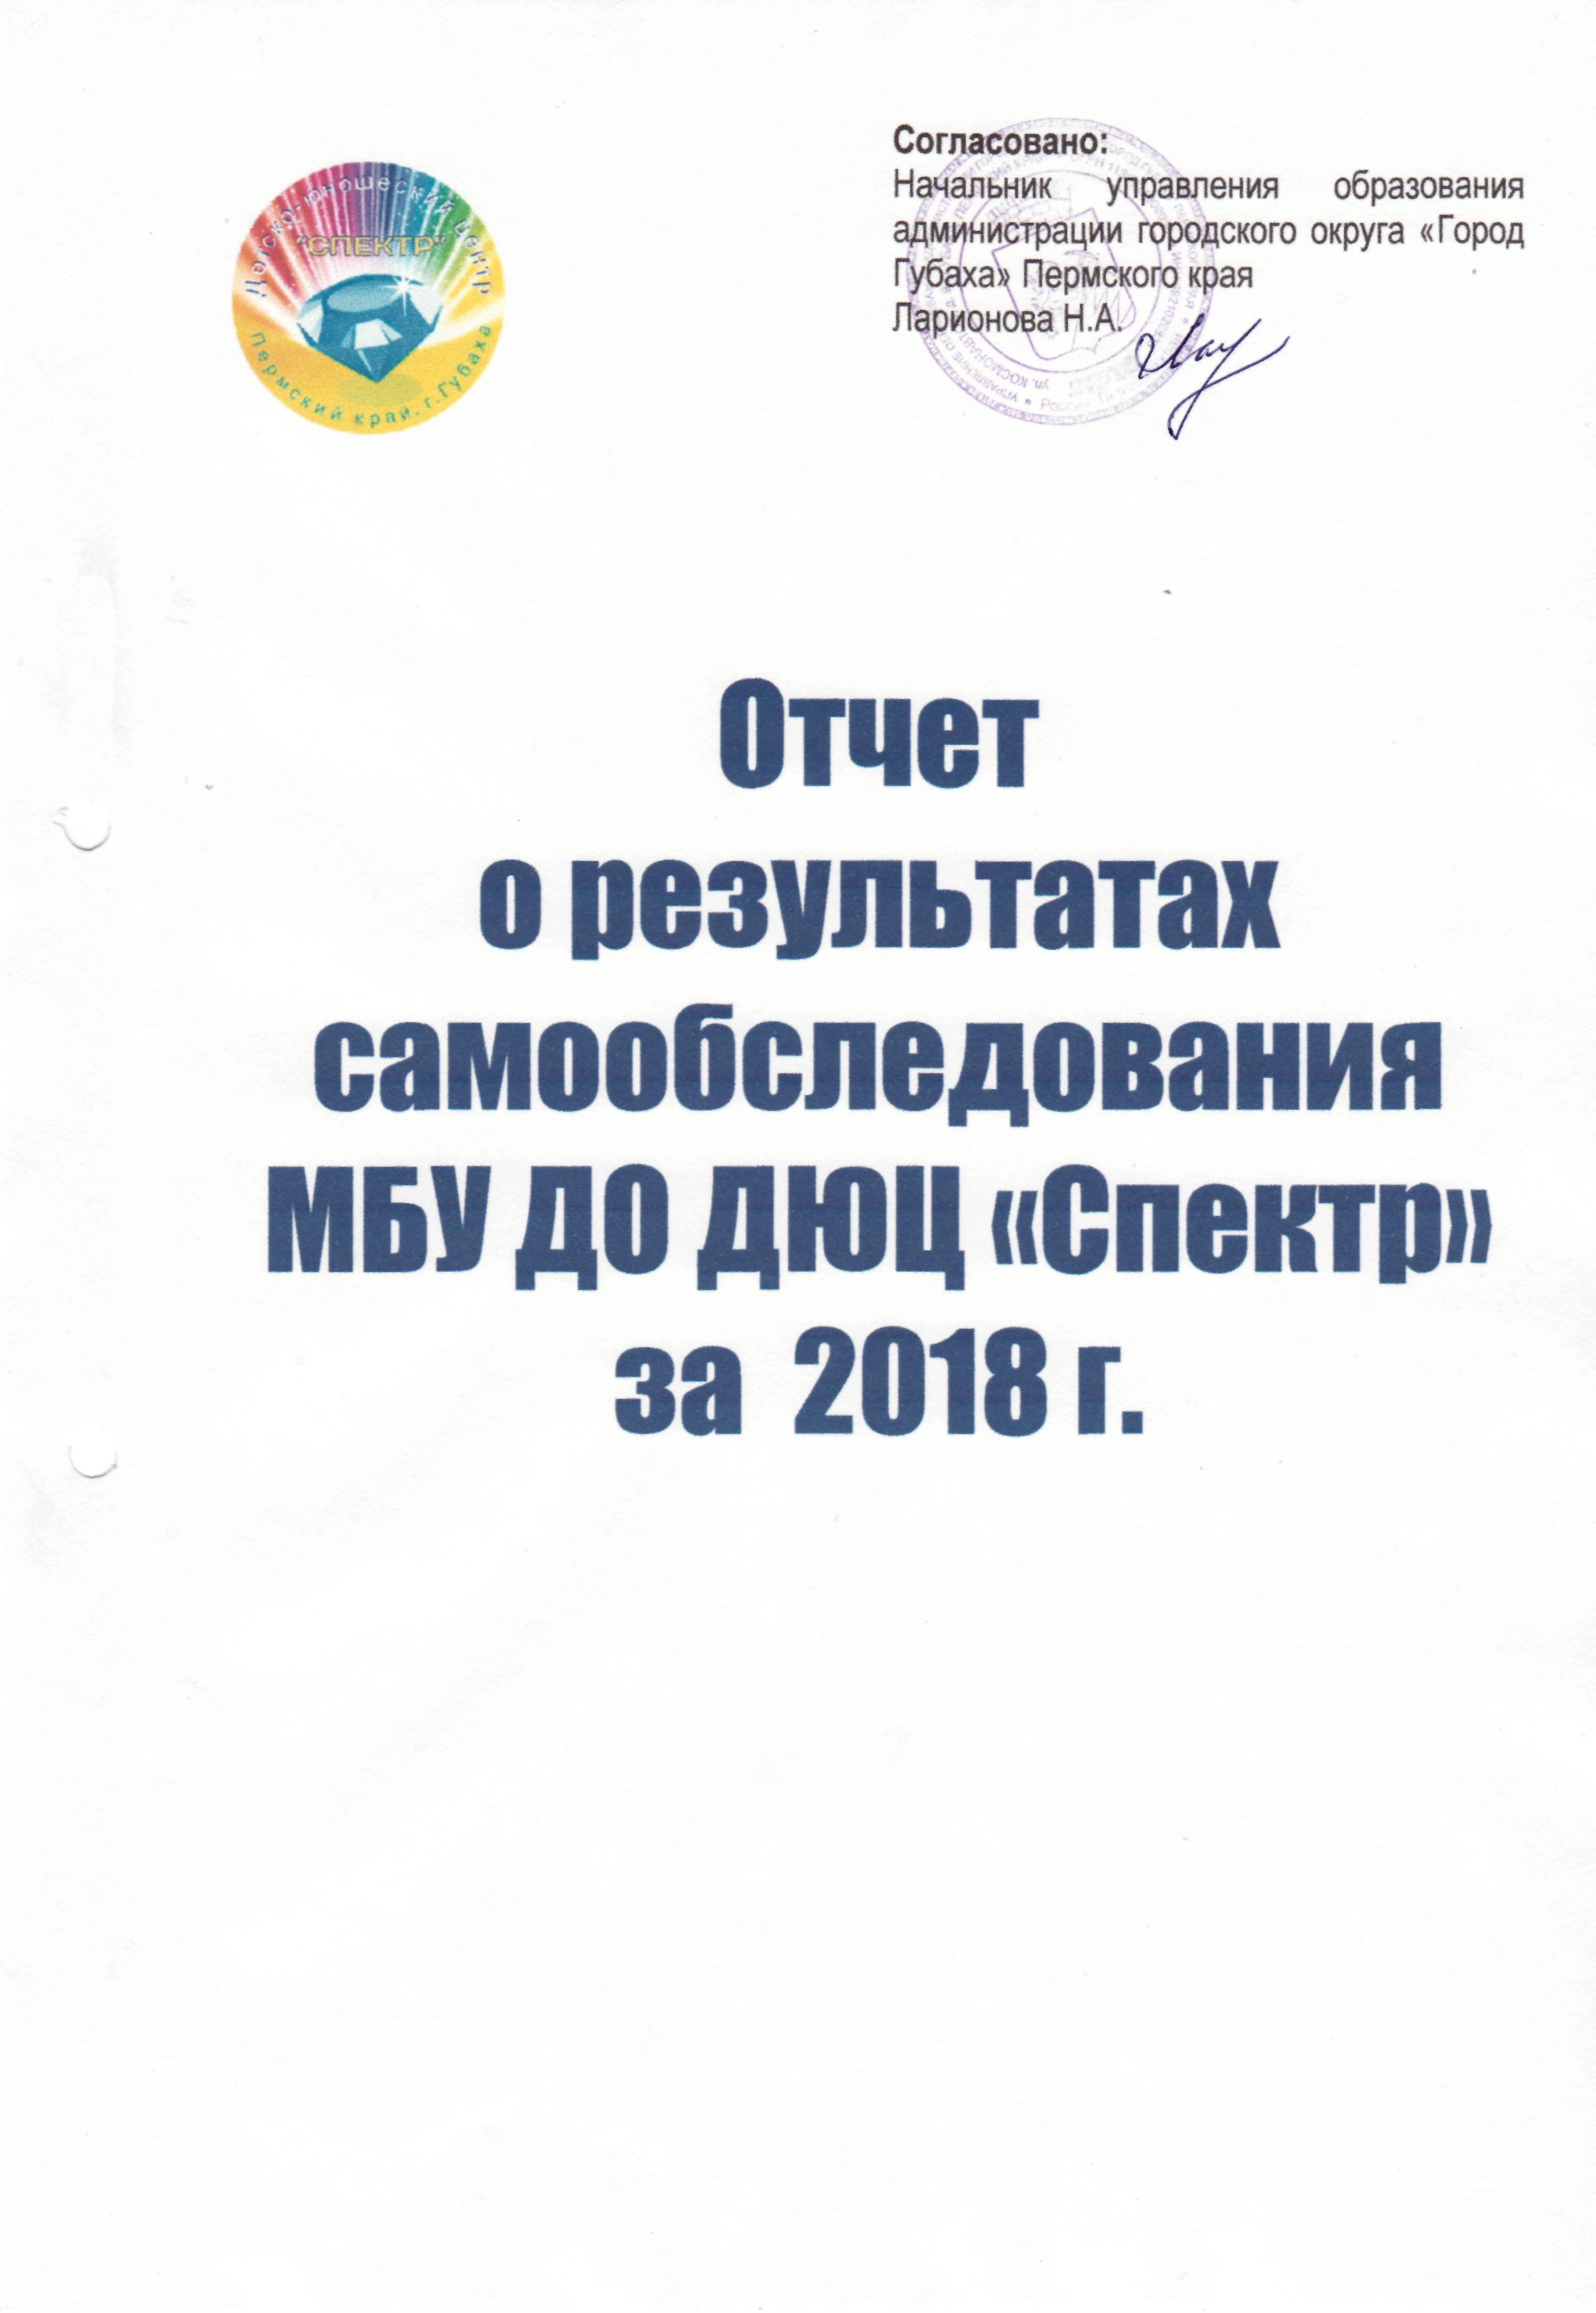 Детско-юношеский центр
"СПЕКТР"
Пермский край, г.Губаха
Согласовано:
Начальник управления образования
администрации городского округа «Город
Губаха» Пермского края
Ларионова Н.А.
Отчет
о результатах
самообследования
МБУ ДО ДЮЦ «Спектр»
за 2018 г.